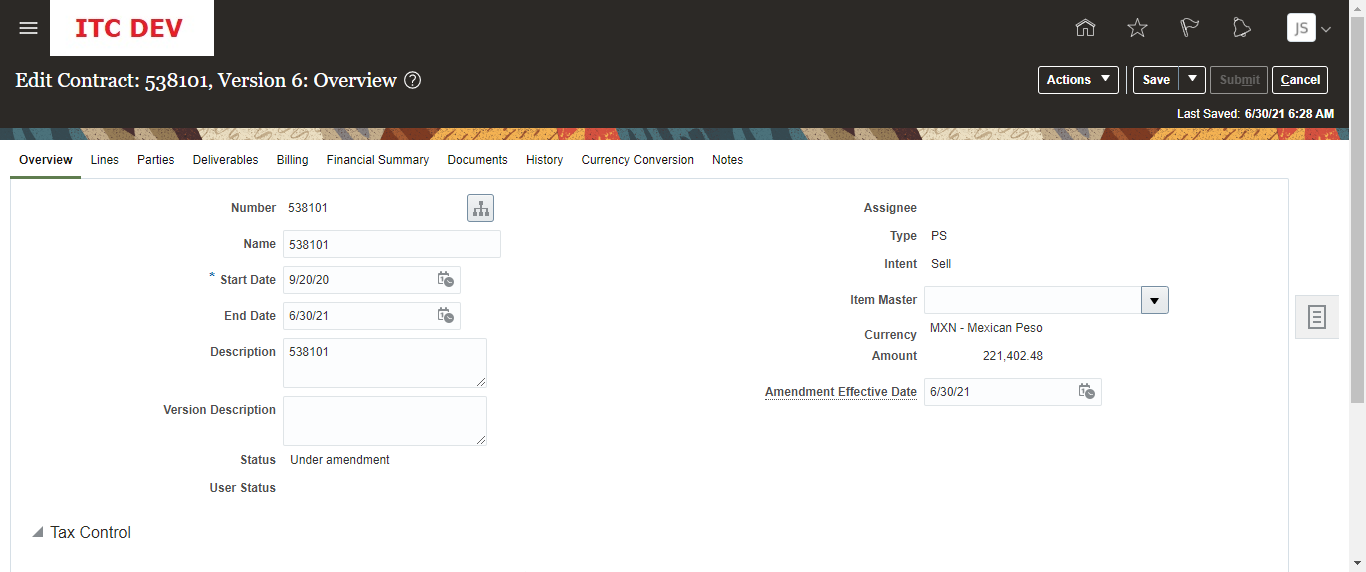 ITC DEV
JS
Edit Contract: 538101, Version 6: Overview
Actions Save Submit Cancel
Last Saved: 6/30/21 6:28 AM
Overview Lines Parties Deliverables Billing Financial Summary Documents History Currency Conversion Notes
Number 538101
Name 538101
* Start Date 9/20/20
End Date 6/30/21
Description 538101
Version Description
Status Under amendment
User Status
Assignee
Type PS
Intent Sell
Item Master
Currency MXN - Mexican Peso
Amount 221,402.48
Amendment Effective Date 6/30/21
Tax Control